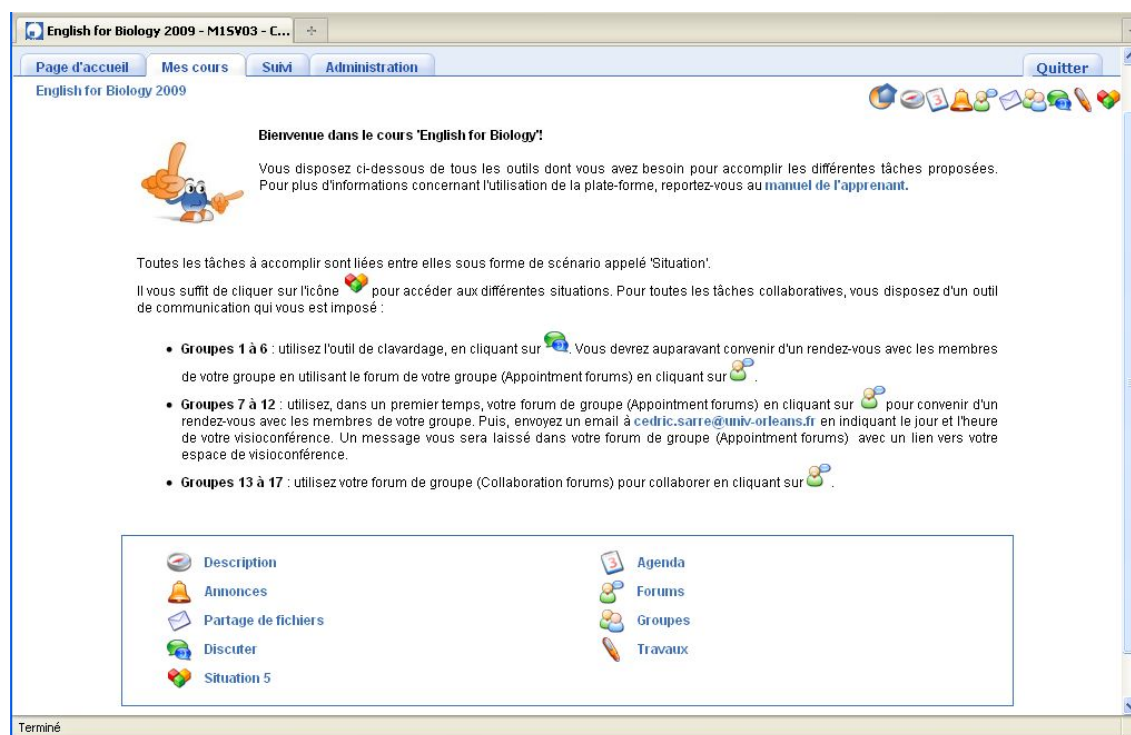 English for Biology 2009 - M1SV03 - C...
Page d'accueil Mes cours Suivi Administration Quitter
English for Biology 2009
Bienvenue dans le cours 'English for Biology'!
Vous disposez ci-dessous de tous les outils dont vous avez besoin pour accomplir les différentes tâches proposées.
Pour plus d'informations concernant l'utilisation de la plate-forme, reportez-vous au manuel de l'apprenant.
Toutes les tâches à accomplir sont liées entre elles sous forme de scénario appelé 'Situation'.
Il vous suffit de cliquer sur l'icône pour accéder aux différentes situations. Pour toutes les tâches collaboratives, vous disposez d'un outil
de communication qui vous est imposé :
• Groupes 1 à 6 : utilisez l'outil de clavardage, en cliquant sur . Vous devrez auparavant convenir d'un rendez-vous avec les membres
de votre groupe en utilisant le forum de votre groupe (Appointment forums) en cliquant sur .
• Groupes 7 à 12 : utilisez, dans un premier temps, votre forum de groupe (Appointment forums) en cliquant sur pour convenir d'un
rendez-vous avec les membres de votre groupe. Puis, envoyez un email à cedric.sarre@univ-orleans.fr en indiquant le jour et l'heure
de votre visioconférence. Un message vous sera laissé dans votre forum de groupe (Appointment forums) avec un lien vers votre
espace de visioconférence.
• Groupes 13 à 17 : utilisez votre forum de groupe (Collaboration forums) pour collaborer en cliquant sur .
Description
Annonces
Partage de fichiers
Discuter
Situation 5
3 Agenda
Forums
Groupes
Travaux
Terminé